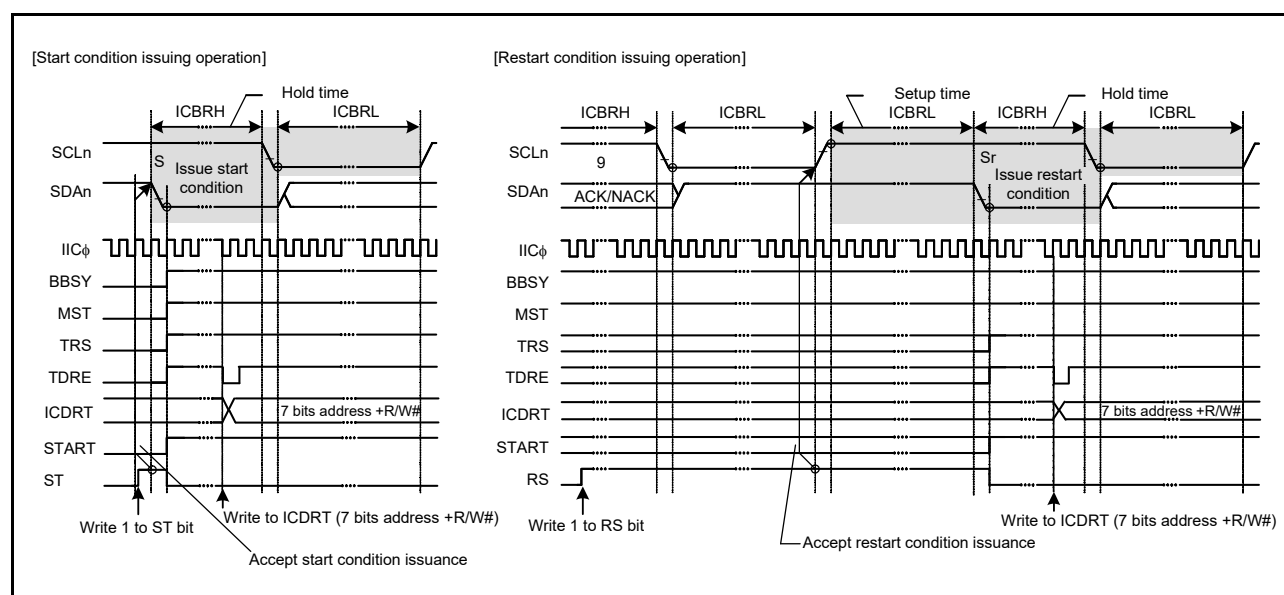 [Start condition issuing operation]
[Restart condition issuing operation]
Hold time
ICBRH
ICBRL
SCLn
S
Issue start
condition
SDAn
IICφ
BBSY
MST
TRS
TDRE
ICDRT
7 bits address +R/W#
START
ST
Write 1 to ST bit
Write to ICDRT (7 bits address +R/W#)
Accept start condition issuance
Setup time
Hold time
ICBRH
ICBRL
ICBRL
ICBRH
ICBRL
SCLn
9
Sr
Issue restart
condition
SDAn
ACK/NACK
IICφ
BBSY
MST
TRS
TDRE
ICDRT
7 bits address +R/W#
START
RS
Write 1 to RS bit
Write to ICDRT (7 bits address +R/W#)
Accept restart condition issuance